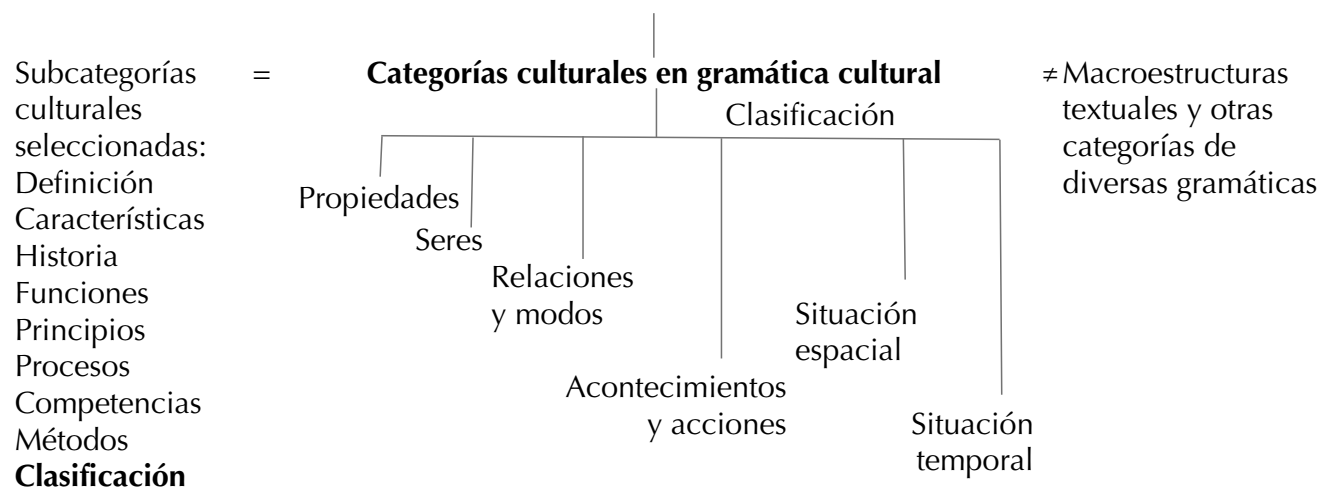 Subcategorías
culturales
seleccionadas:
Definición
Características
Historia
Funciones
Principios
Procesos
Competencias
Métodos
Clasificación
=
Categorías culturales en gramática cultural
Clasificación
Propiedades
Seres
Relaciones
y modos
Acontecimientos
y acciones
Situación
espacial
Situación
temporal
≠ Macroestructuras
textuales y otras
categorías de
diversas gramáticas